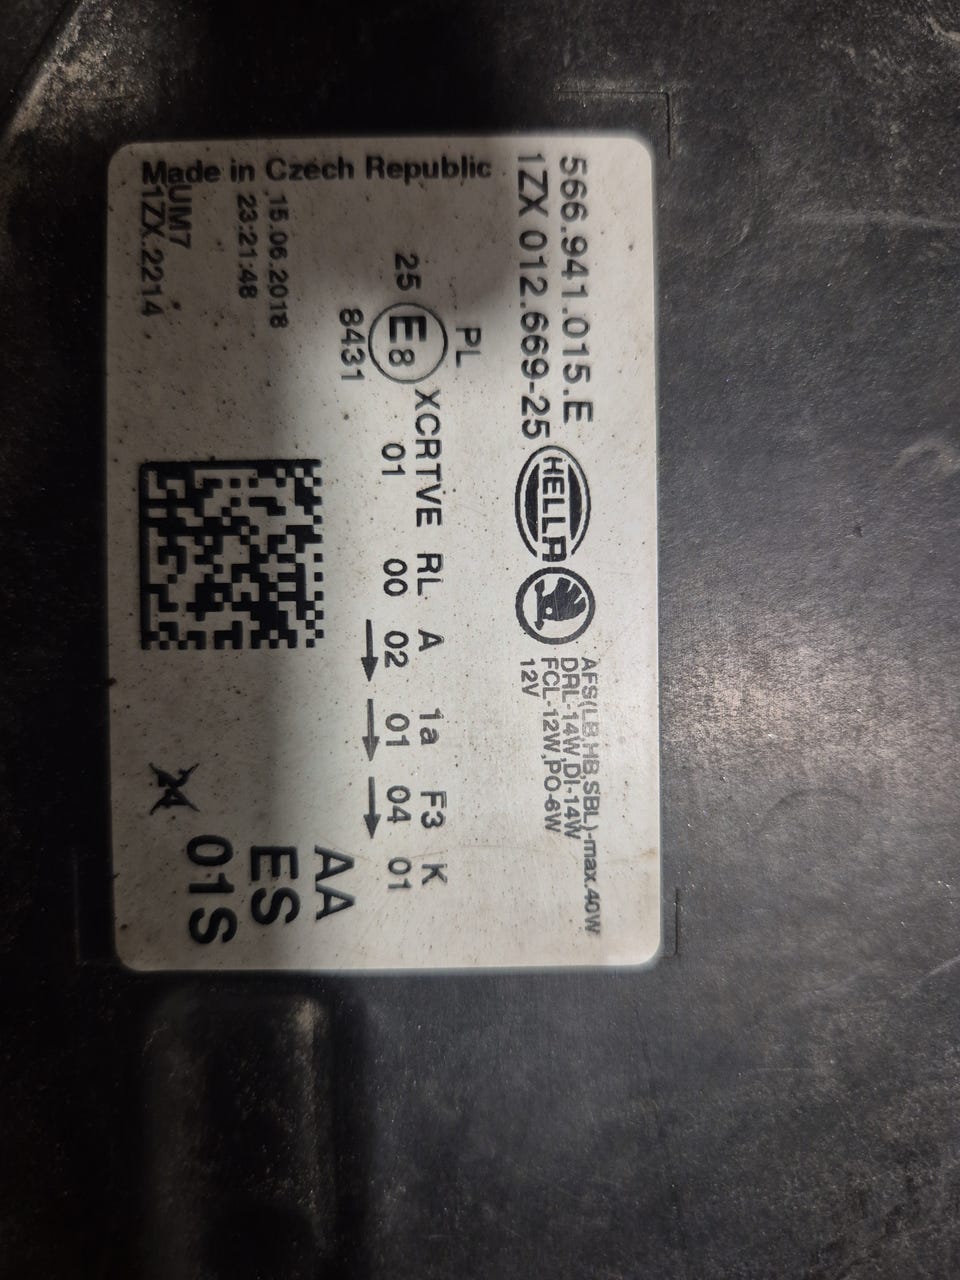 566.941.015.E
1ZX 012.669-25
HELLA
AFS(LB,HB,SBL)-max.40W
DRL-14W,DI-14W
FCL-12W,PO-6W
12V
PL
25 E8 XCRTVE RL A 1a F3 K
01 00 02 01 04 01
8431
→ → →
Made in Czech Republic
15.06.2018
23:21:48
UM7
1ZX.2214
AA
ES
01S
24